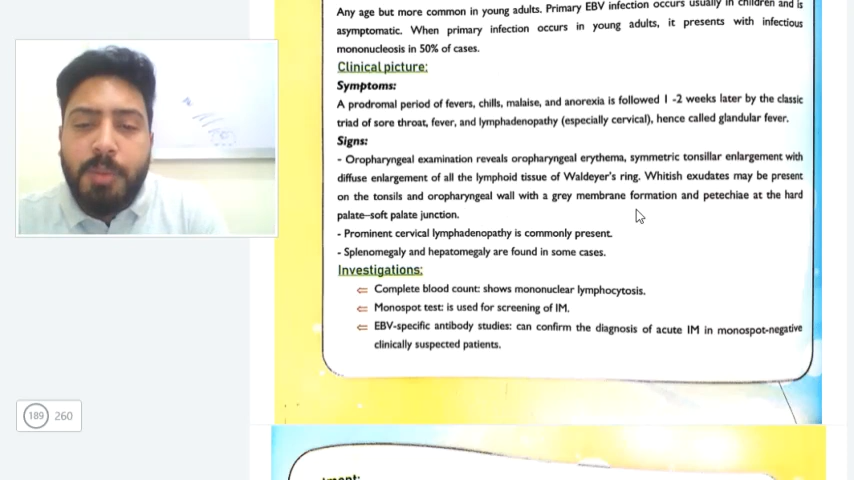 Any age but more common in young adults. Primary EBV infection occurs usually in children and is
asymptomatic. When primary infection occurs in young adults, it presents with infectious
mononucleosis in 50% of cases.
Clinical picture:
Symptoms:
A prodromal period of fevers, chills, malaise, and anorexia is followed 1 -2 weeks later by the classic
triad of sore throat, fever, and lymphadenopathy (especially cervical), hence called glandular fever.
Signs:
- Oropharyngeal examination reveals oropharyngeal erythema, symmetric tonsillar enlargement with
diffuse enlargement of all the lymphoid tissue of Waldeyer's ring. Whitish exudates may be present
on the tonsils and oropharyngeal wall with a grey membrane formation and petechiae at the hard
palate–soft palate junction.
- Prominent cervical lymphadenopathy is commonly present.
- Splenomegaly and hepatomegaly are found in some cases.
Investigations:
⇐ Complete blood count: shows mononuclear lymphocytosis.
⇐ Monospot test: is used for screening of IM.
⇐ EBV-specific antibody studies: can confirm the diagnosis of acute IM in monospot-negative
clinically suspected patients.
189 260